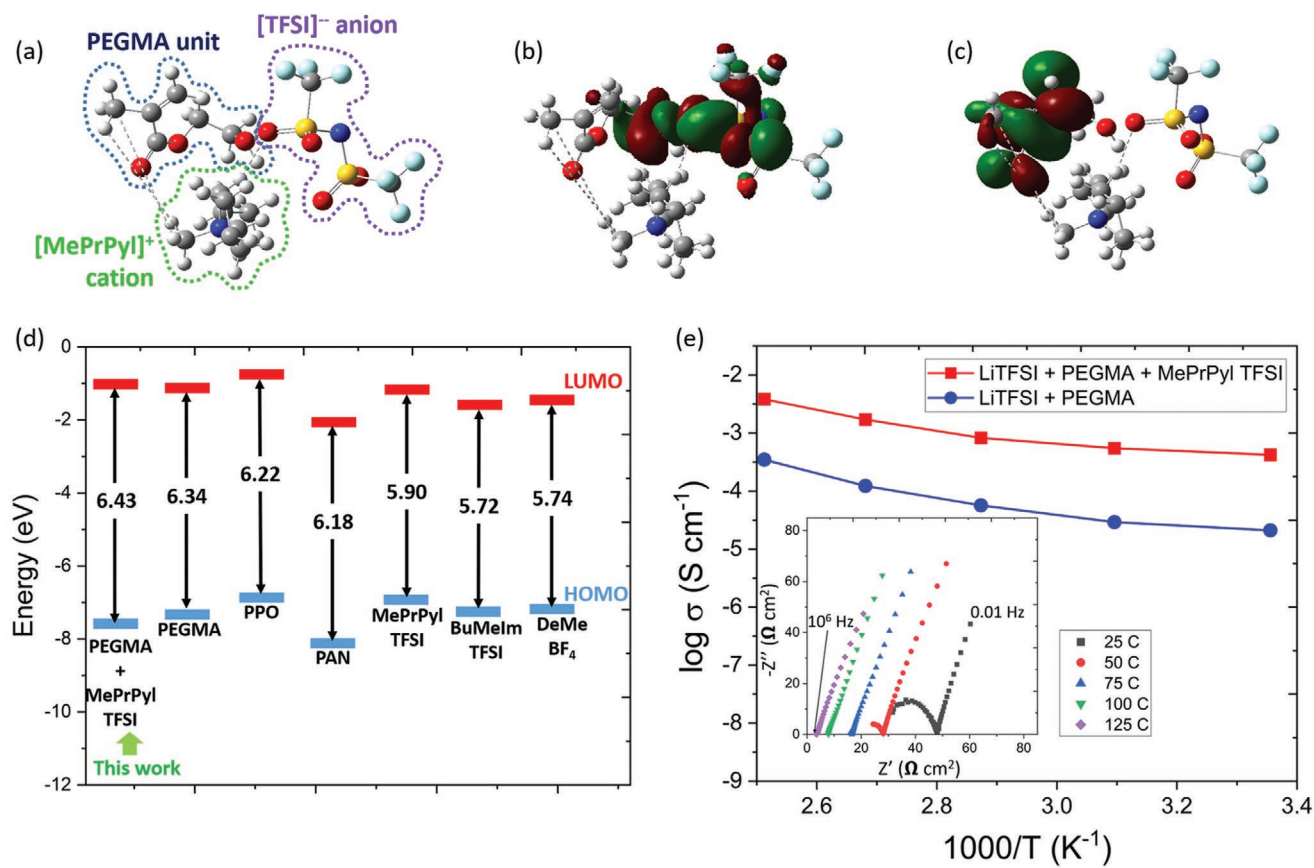 (a)
PEGMA unit
[TFSI]-- anion
[MePrPyl]+
cation
(b)
(c)
(d)
Energy (eV)
0
-2
-4
-6
-8
-10
-12
LUMO
HOMO
6.43
6.34
6.22
6.18
5.90
5.72
5.74
PEGMA
+
MePrPyl
TFSI
This work
PEGMA
PPO
PAN
MePrPyl
TFSI
BuMeIm
TFSI
DeMe
BF4
(e)
log σ (S cm-1)
-2
-3
-4
-5
-6
-7
-8
-9
LiTFSI + PEGMA + MePrPyl TFSI
LiTFSI + PEGMA
-Z'' (Ω cm2)
80
60
40
20
0
10^6 Hz
0.01 Hz
0 20 40 60 80
Z' (Ω cm2)
25 C
50 C
75 C
100 C
125 C
2.6 2.8 3.0 3.2 3.4
1000/T (K-1)